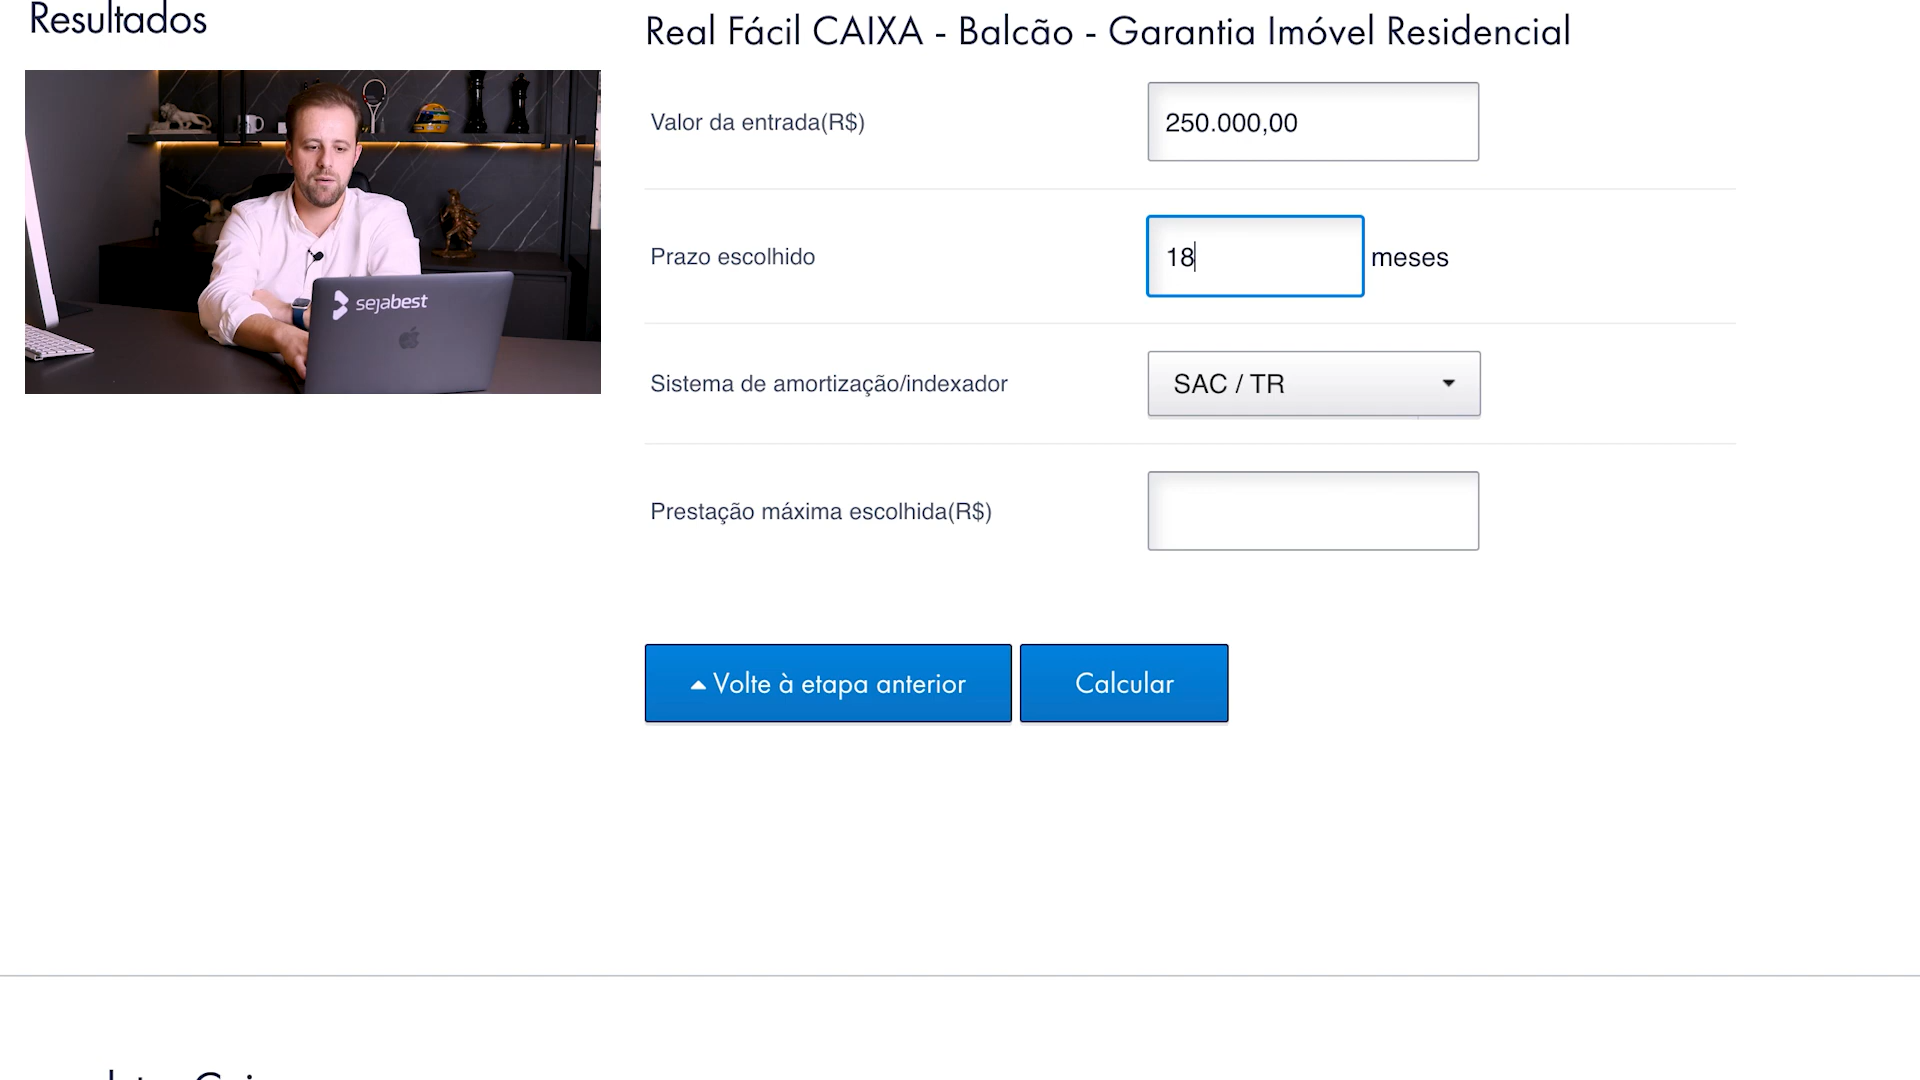 Resultados
Real Fácil CAIXA - Balcão - Garantia Imóvel Residencial
Valor da entrada(R$)
250.000,00
Prazo escolhido
18
meses
Sistema de amortização/indexador
SAC / TR
Prestação máxima escolhida(R$)
Volte à etapa anterior
Calcular
sejabest